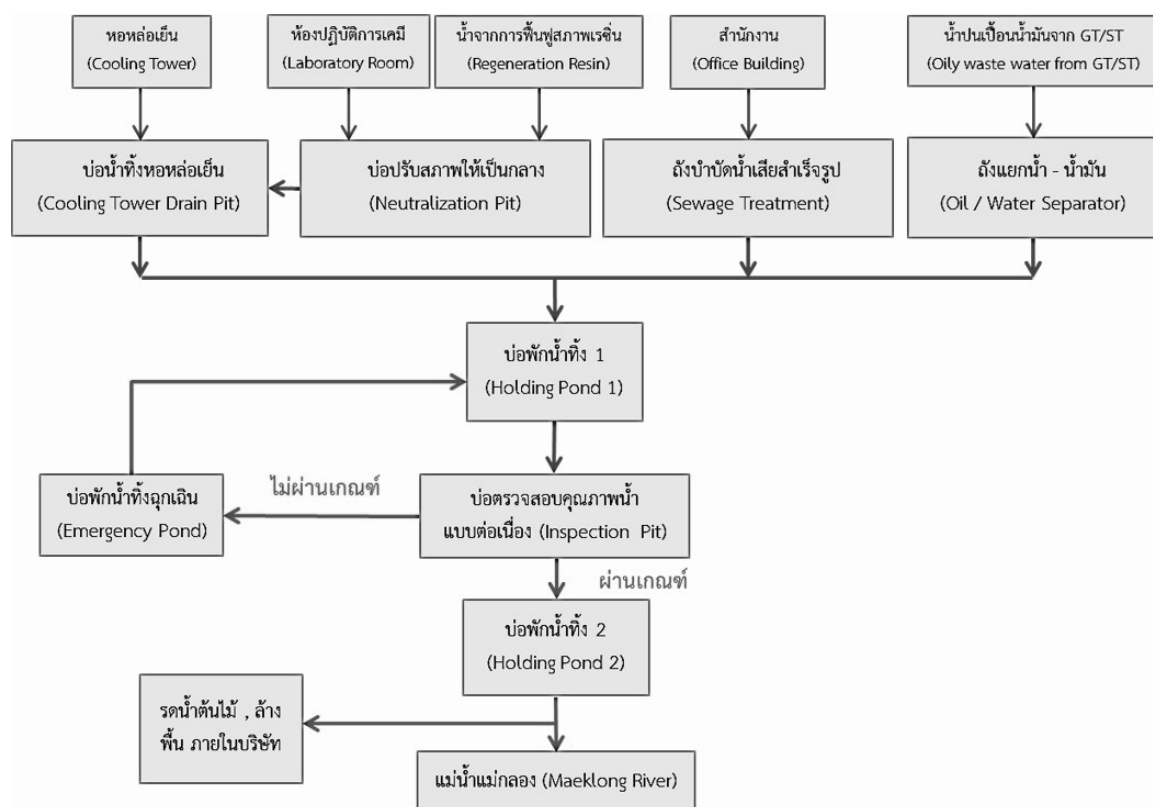 หอหล่อเย็น
(Cooling Tower)
ห้องปฏิบัติการเคมี
(Laboratory Room)
น้ำจากการฟื้นฟูสภาพเรซิ่น
(Regeneration Resin)
สำนักงาน
(Office Building)
น้ำปนเปื้อนน้ำมันจาก GT/ST
(Oily waste water from GT/ST)
บ่อน้ำทิ้งหอหล่อเย็น
(Cooling Tower Drain Pit)
บ่อปรับสภาพให้เป็นกลาง
(Neutralization Pit)
ถังบำบัดน้ำเสียสำเร็จรูป
(Sewage Treatment)
ถังแยกน้ำ - น้ำมัน
(Oil / Water Separator)
บ่อพักน้ำทิ้ง 1
(Holding Pond 1)
บ่อพักน้ำทิ้งฉุกเฉิน
(Emergency Pond)
ไม่ผ่านเกณฑ์
บ่อตรวจสอบคุณภาพน้ำ
แบบต่อเนื่อง (Inspection Pit)
ผ่านเกณฑ์
บ่อพักน้ำทิ้ง 2
(Holding Pond 2)
รดน้ำต้นไม้ , ล้าง
พื้น ภายในบริษัท
แม่น้ำแม่กลอง (Maeklong River)